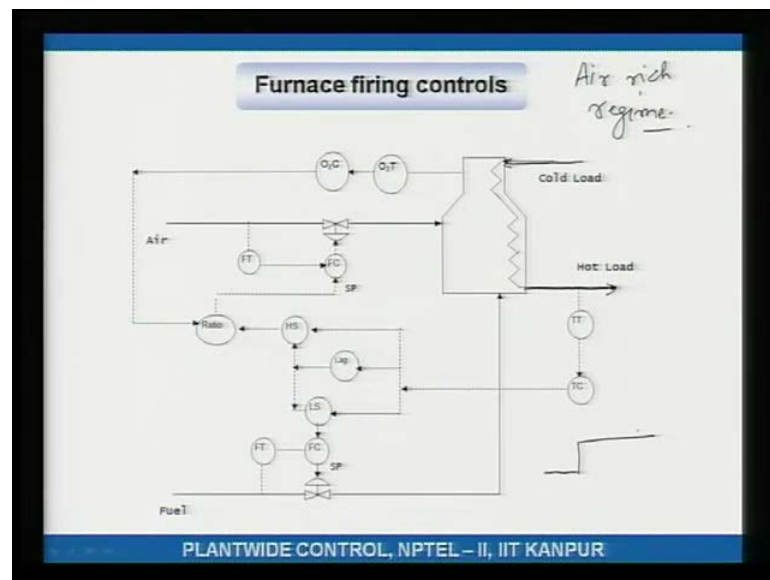 Furnace firing controls
Air rich
regime.
O₂C
O₂T
Cold Load
Air
FT
FC
Hot Load
SP
Ratio
HS
TT
Lag
TC
LS
FT
FC
SP
Fuel
PLANTWIDE CONTROL, NPTEL – II, IIT KANPUR